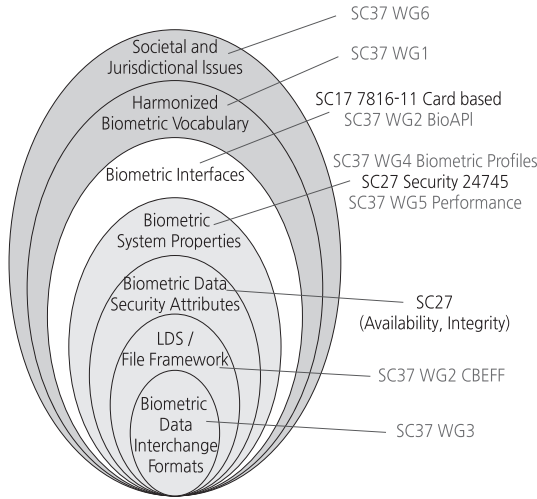 Societal and
Jurisdictional Issues
SC37 WG6
Harmonized
Biometric Vocabulary
SC37 WG1
Biometric Interfaces
SC17 7816-11 Card based
SC37 WG2 BioAPI
Biometric
System Properties
SC37 WG4 Biometric Profiles
SC27 Security 24745
SC37 WG5 Performance
Biometric Data
Security Attributes
SC27
(Availability, Integrity)
LDS /
File Framework
SC37 WG2 CBEFF
Biometric
Data
Interchange
Formats
SC37 WG3